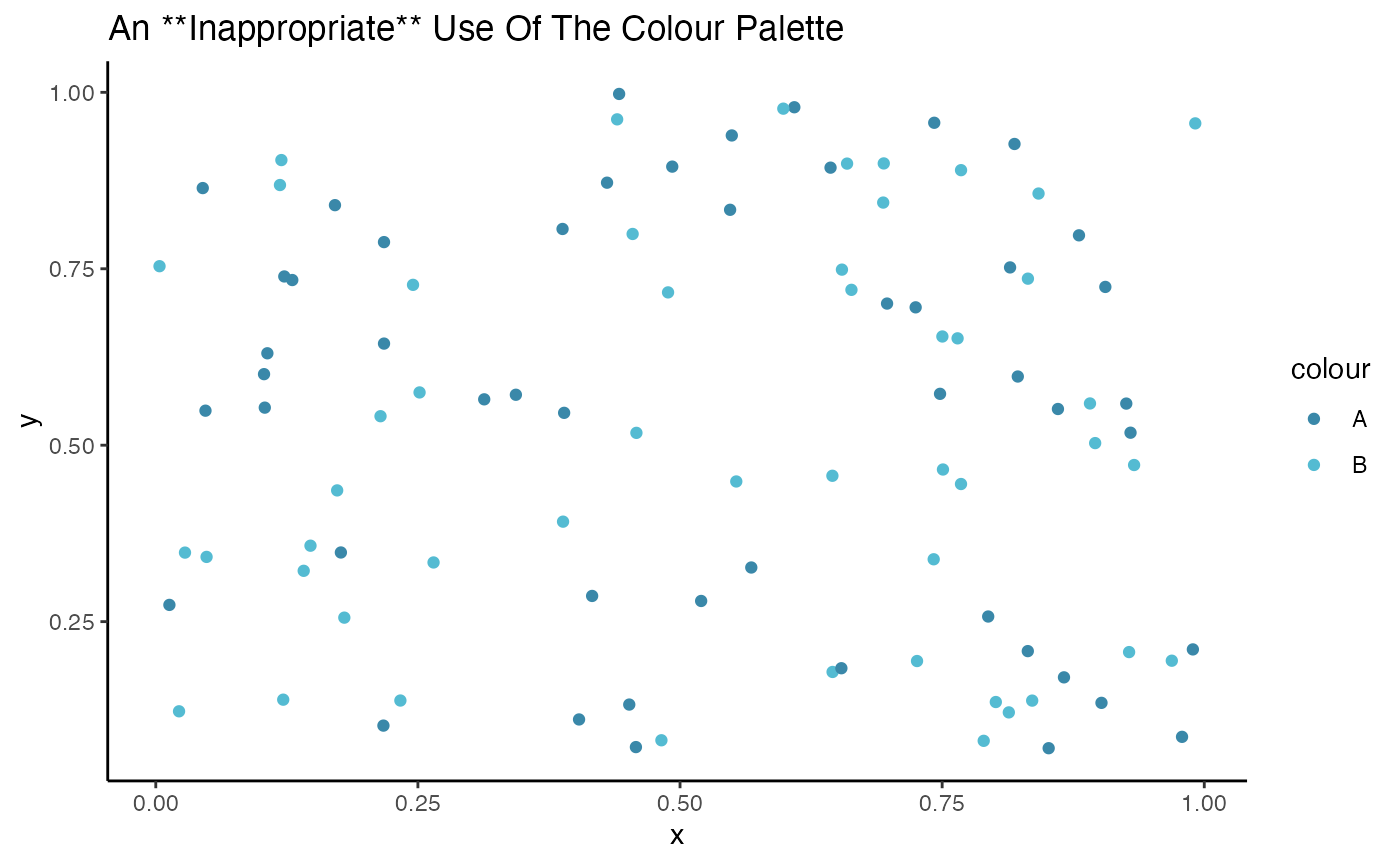 An **Inappropriate** Use Of The Colour Palette
1.00
0.75
0.50
0.25
y
0.00 0.25 0.50 0.75 1.00
x
colour
A
B